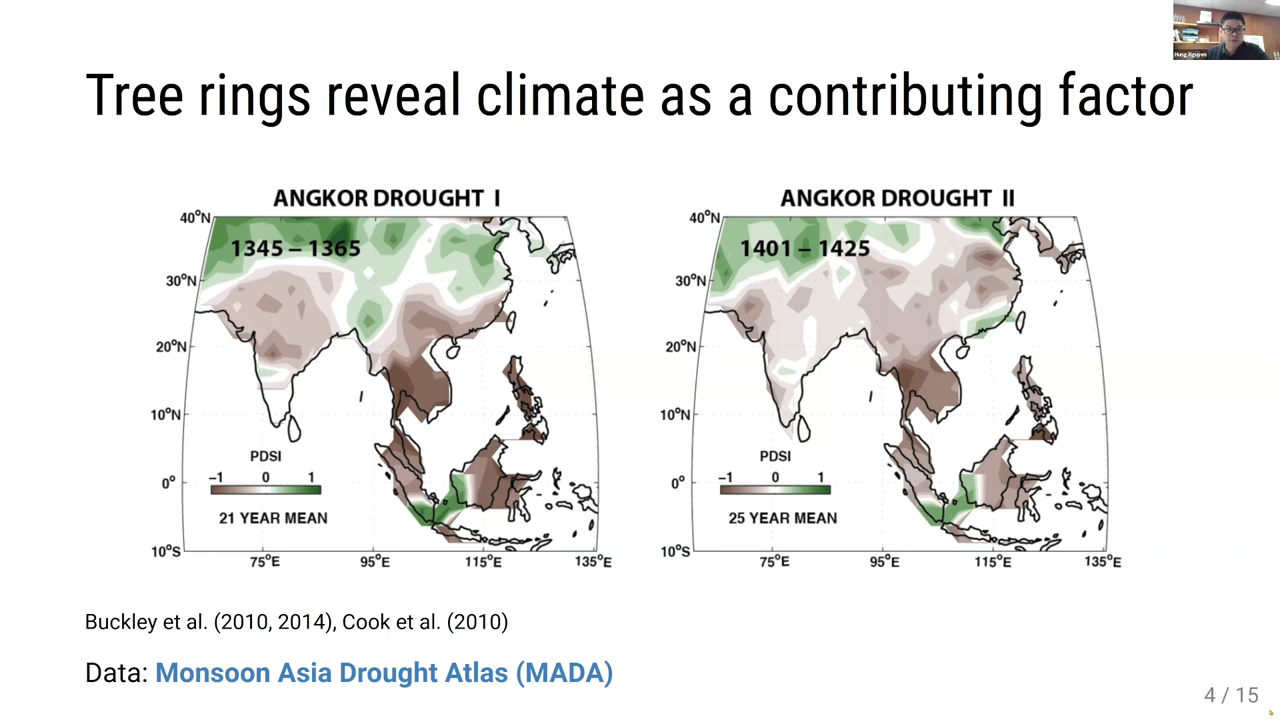 Hung Nguyen
Tree rings reveal climate as a contributing factor
ANGKOR DROUGHT I
40°N
1345 – 1365
30°N
20°N
10°N
PDSI
−1 0 1
0°
21 YEAR MEAN
10°S
75°E 95°E 115°E 135°E
ANGKOR DROUGHT II
40°N
1401 – 1425
30°N
20°N
10°N
PDSI
−1 0 1
0°
25 YEAR MEAN
10°S
75°E 95°E 115°E 135°E
Buckley et al. (2010, 2014), Cook et al. (2010)
Data: Monsoon Asia Drought Atlas (MADA)
4 / 15